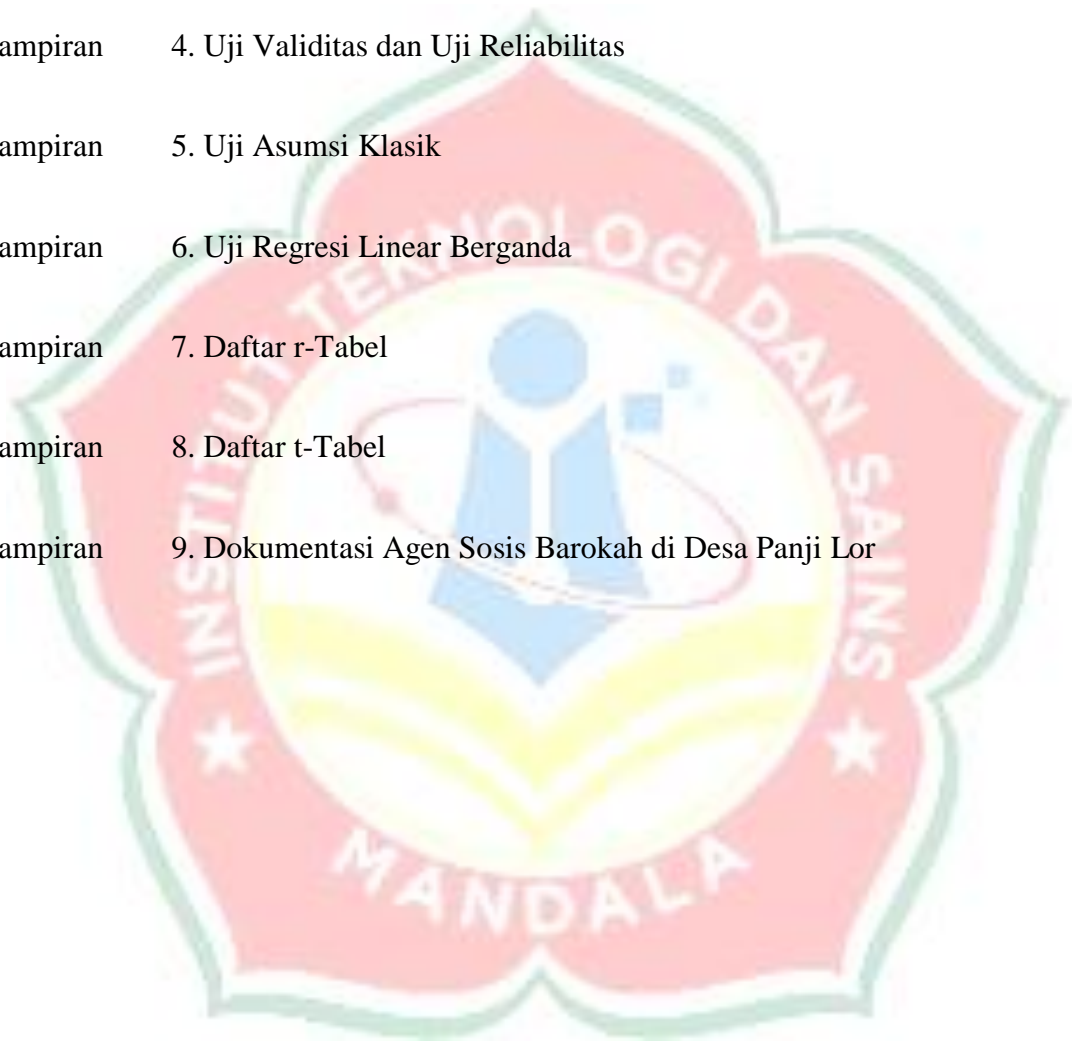 ampiran 4. Uji Validitas dan Uji Reliabilitas
ampiran 5. Uji Asumsi Klasik
ampiran 6. Uji Regresi Linear Berganda
ampiran 7. Daftar r-Tabel
ampiran 8. Daftar t-Tabel
ampiran 9. Dokumentasi Agen Sosis Barokah di Desa Panji Lor
INSTITUT TEKNOLOGI DAN SAINS
MANDALA